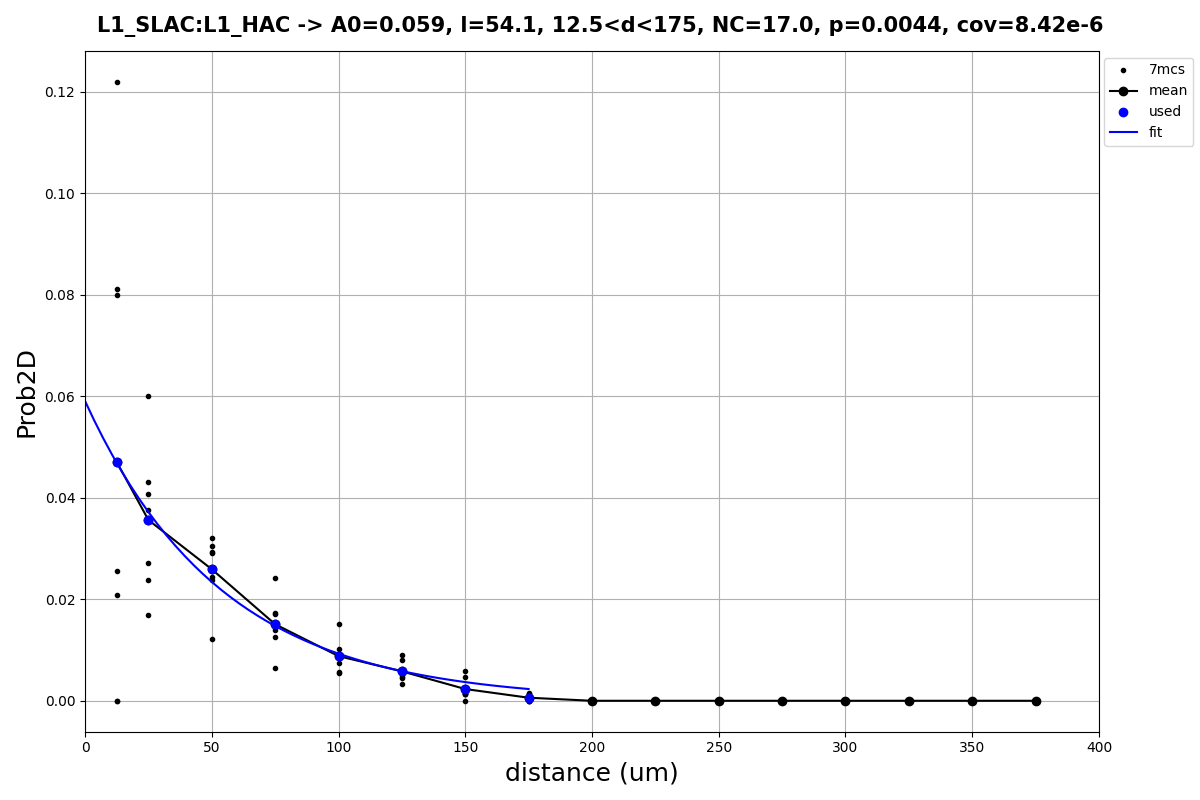 L1_SLAC:L1_HAC -> A0=0.059, l=54.1, 12.5<d<175, NC=17.0, p=0.0044, cov=8.42e-6
7mcs
mean
used
fit
0.12
0.10
0.08
0.06
0.04
0.02
0.00
Prob2D
0 50 100 150 200 250 300 350 400
distance (um)